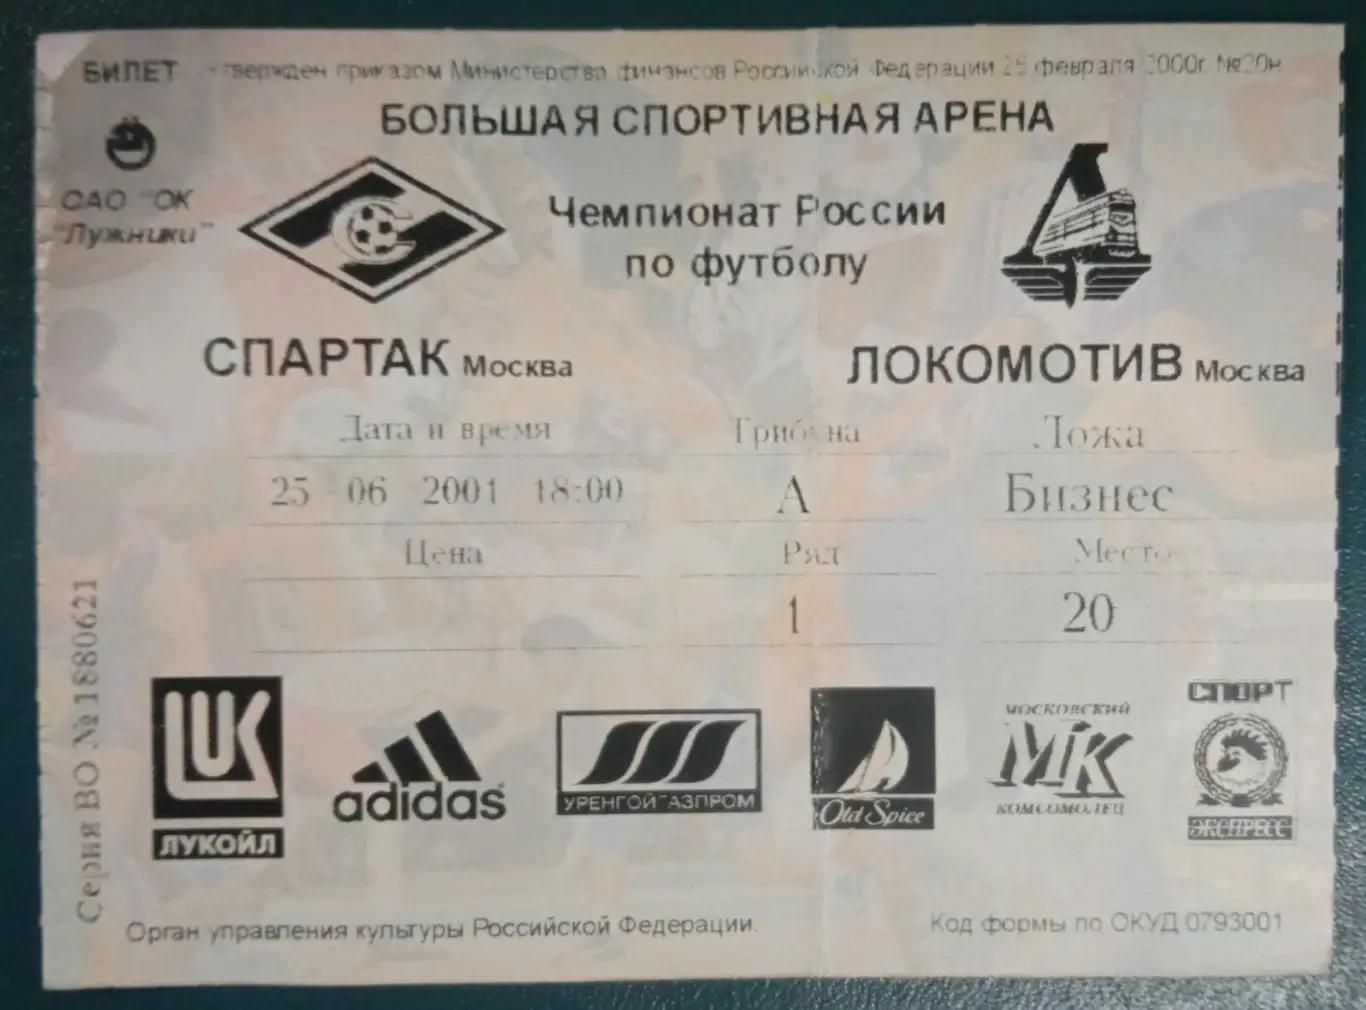 БИЛЕТ утвержден приказом Министерства финансов Российской Федерации 25 февраля 2000г. №20н
БОЛЬШАЯ СПОРТИВНАЯ АРЕНА
ОАО "ОК
"Лужники"
Чемпионат России
по футболу
СПАРТАК Москва
ЛОКОМОТИВ Москва
Дата и время Трибуна Ложа
25 06 2001 18:00 А Бизнес
Цена Ряд Место
1 20
Серия ВО № 1880621
ЛУКОЙЛ
adidas
УРЕНГОЙГАЗПРОМ
Old Spice
МОСКОВСКИЙ
МК
КОМСОМОЛЕЦ
СПОРТ
ЭКСПРЕСС
Орган управления культуры Российской Федерации.
Код формы по ОКУД 0793001